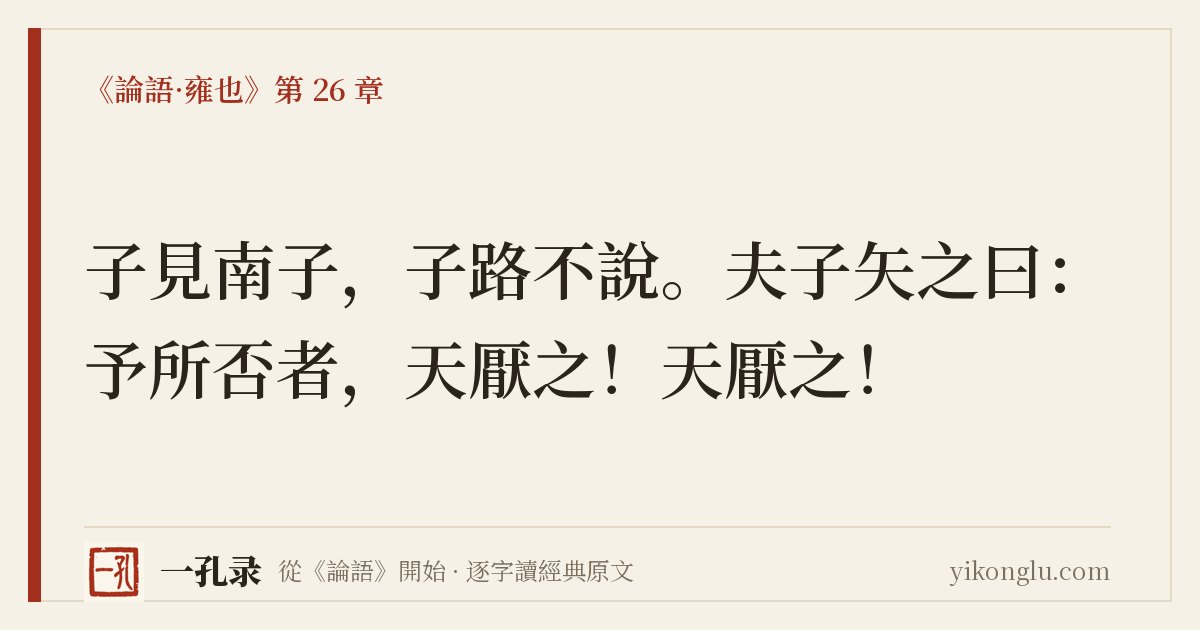 《論語·雍也》第 26 章
子見南子，子路不說。夫子矢之曰：
予所否者，天厭之！天厭之！
一孔 一孔录 從《論語》開始 · 逐字讀經典原文 yikonglu.com